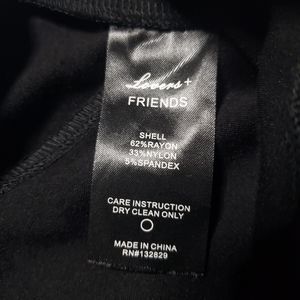 Lovers +
FRIENDS
SHELL
62%RAYON
33%NYLON
5%SPANDEX
CARE INSTRUCTION
DRY CLEAN ONLY
MADE IN CHINA
RN#132829